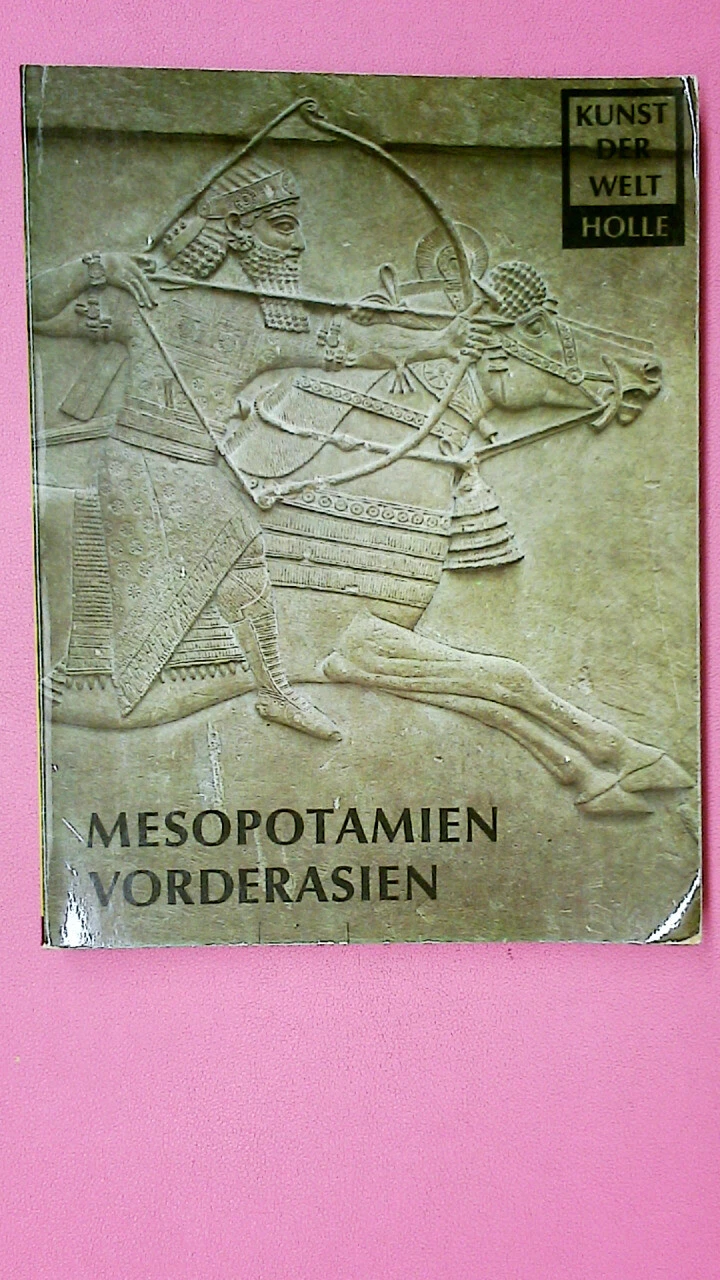 KUNST
DER
WELT
HOLLE
MESOPOTAMIEN
VORDERASIEN